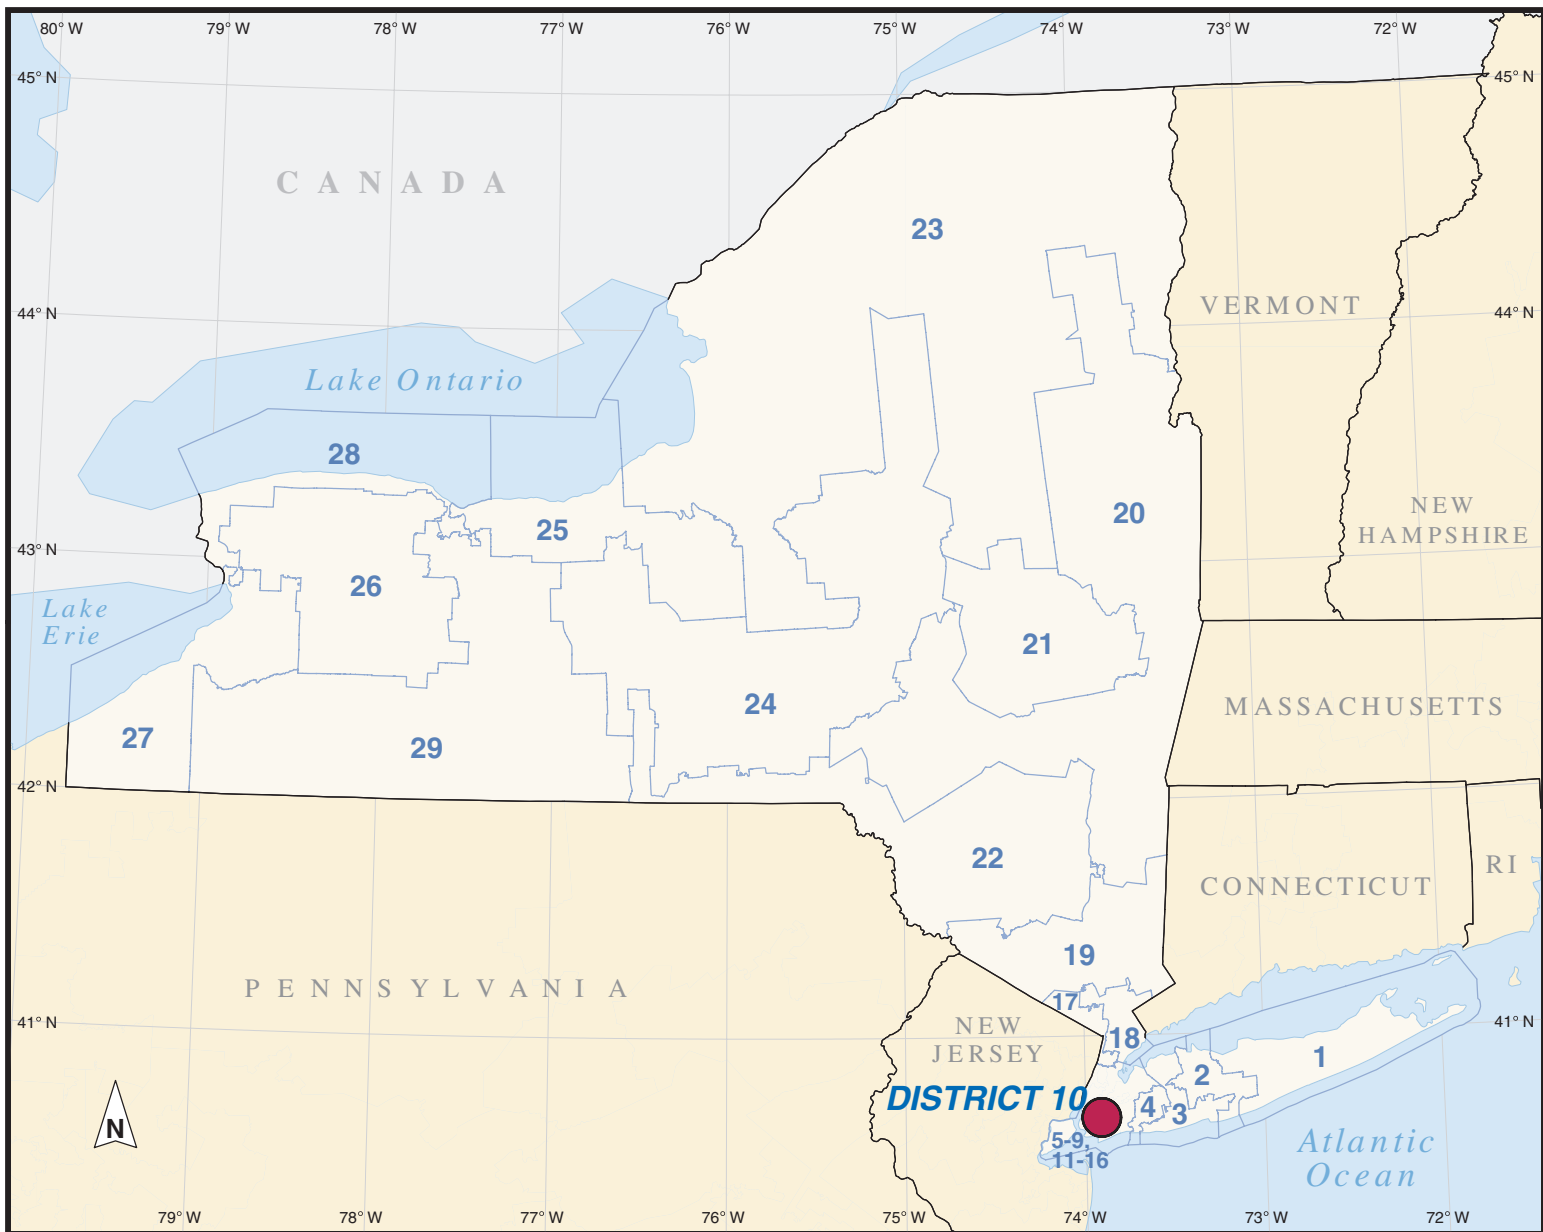 80° W 79° W 78° W 77° W 76° W 75° W 74° W 73° W 72° W
45° N 45° N
CANADA
23
VERMONT
44° N 44° N
Lake Ontario
28
NEW
HAMPSHIRE
20
25
43° N
26
Lake
Erie
21
24
MASSACHUSETTS
27
29
42° N
22
RI
CONNECTICUT
19
PENNSYLVANIA
17
41° N 41° N
NEW
JERSEY
18
1
2
DISTRICT 10
4
3
N
5-9,
11-16
Atlantic
Ocean
79° W 78° W 77° W 76° W 75° W 74° W 73° W 72° W